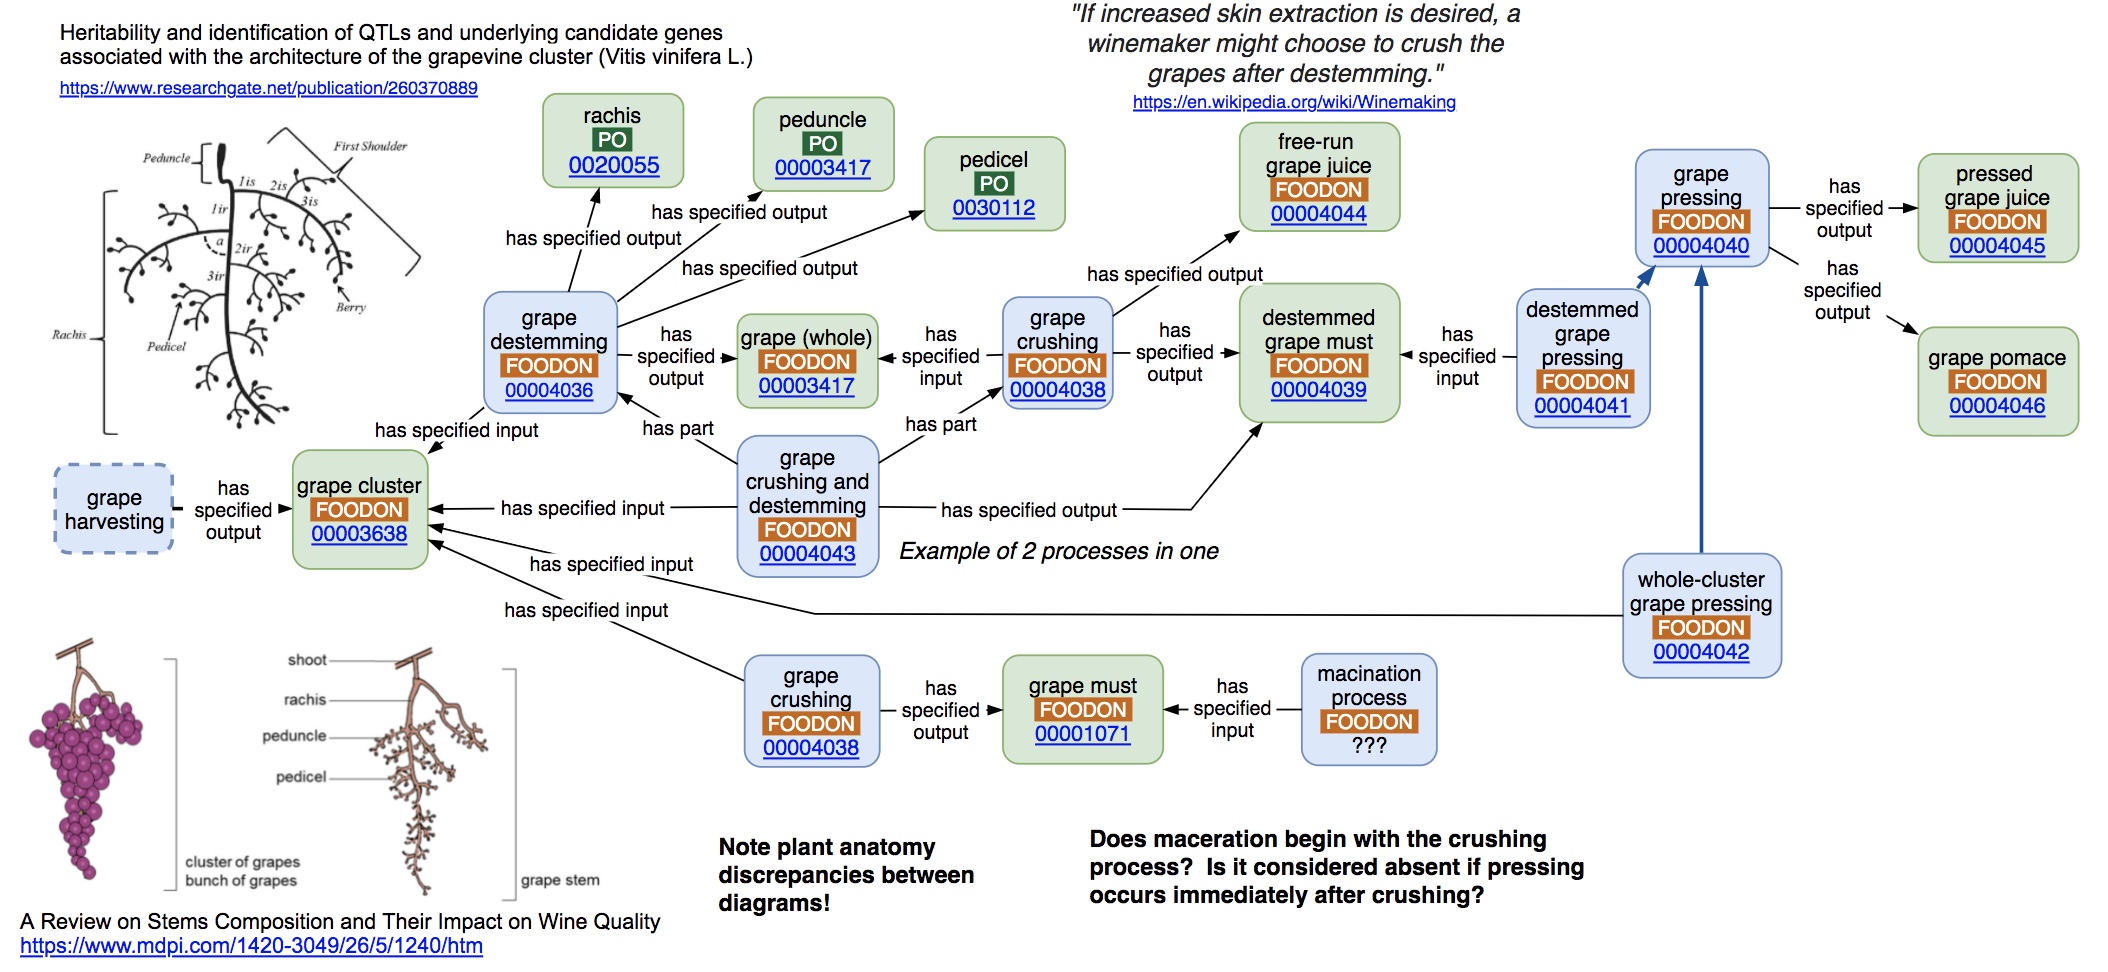 Heritability and identification of QTLs and underlying candidate genes
associated with the architecture of the grapevine cluster (Vitis vinifera L.)
https://www.researchgate.net/publication/260370889
"If increased skin extraction is desired, a
winemaker might choose to crush the
grapes after destemming."
https://en.wikipedia.org/wiki/Winemaking
Peduncle
First Shoulder
1is
2is
3is
1ir
a
2ir
3ir
Berry
Rachis
Pedicel
rachis
PO
0020055
peduncle
PO
00003417
pedicel
PO
0030112
free-run
grape juice
FOODON
00004044
grape
pressing
FOODON
00004040
has
specified
output
pressed
grape juice
FOODON
00004045
has
specified
output
grape pomace
FOODON
00004046
has specified output
has specified output
has specified output
has specified output
grape
destemming
FOODON
00004036
has
specified
output
grape (whole)
FOODON
00003417
has
specified
input
grape
crushing
FOODON
00004038
has
specified
output
destemmed
grape must
FOODON
00004039
has
specified
input
destemmed
grape
pressing
FOODON
00004041
has specified input
has part
has part
grape
harvesting
has
specified
output
grape cluster
FOODON
00003638
has specified input
grape
crushing and
destemming
FOODON
00004043
has specified output
Example of 2 processes in one
has specified input
has specified input
whole-cluster
grape pressing
FOODON
00004042
grape
crushing
FOODON
00004038
has
specified
output
grape must
FOODON
00001071
has
specified
input
macination
process
FOODON
???
shoot
rachis
peduncle
pedicel
cluster of grapes
bunch of grapes
grape stem
Note plant anatomy
discrepancies between
diagrams!
Does maceration begin with the crushing
process?  Is it considered absent if pressing
occurs immediately after crushing?
A Review on Stems Composition and Their Impact on Wine Quality
https://www.mdpi.com/1420-3049/26/5/1240/htm